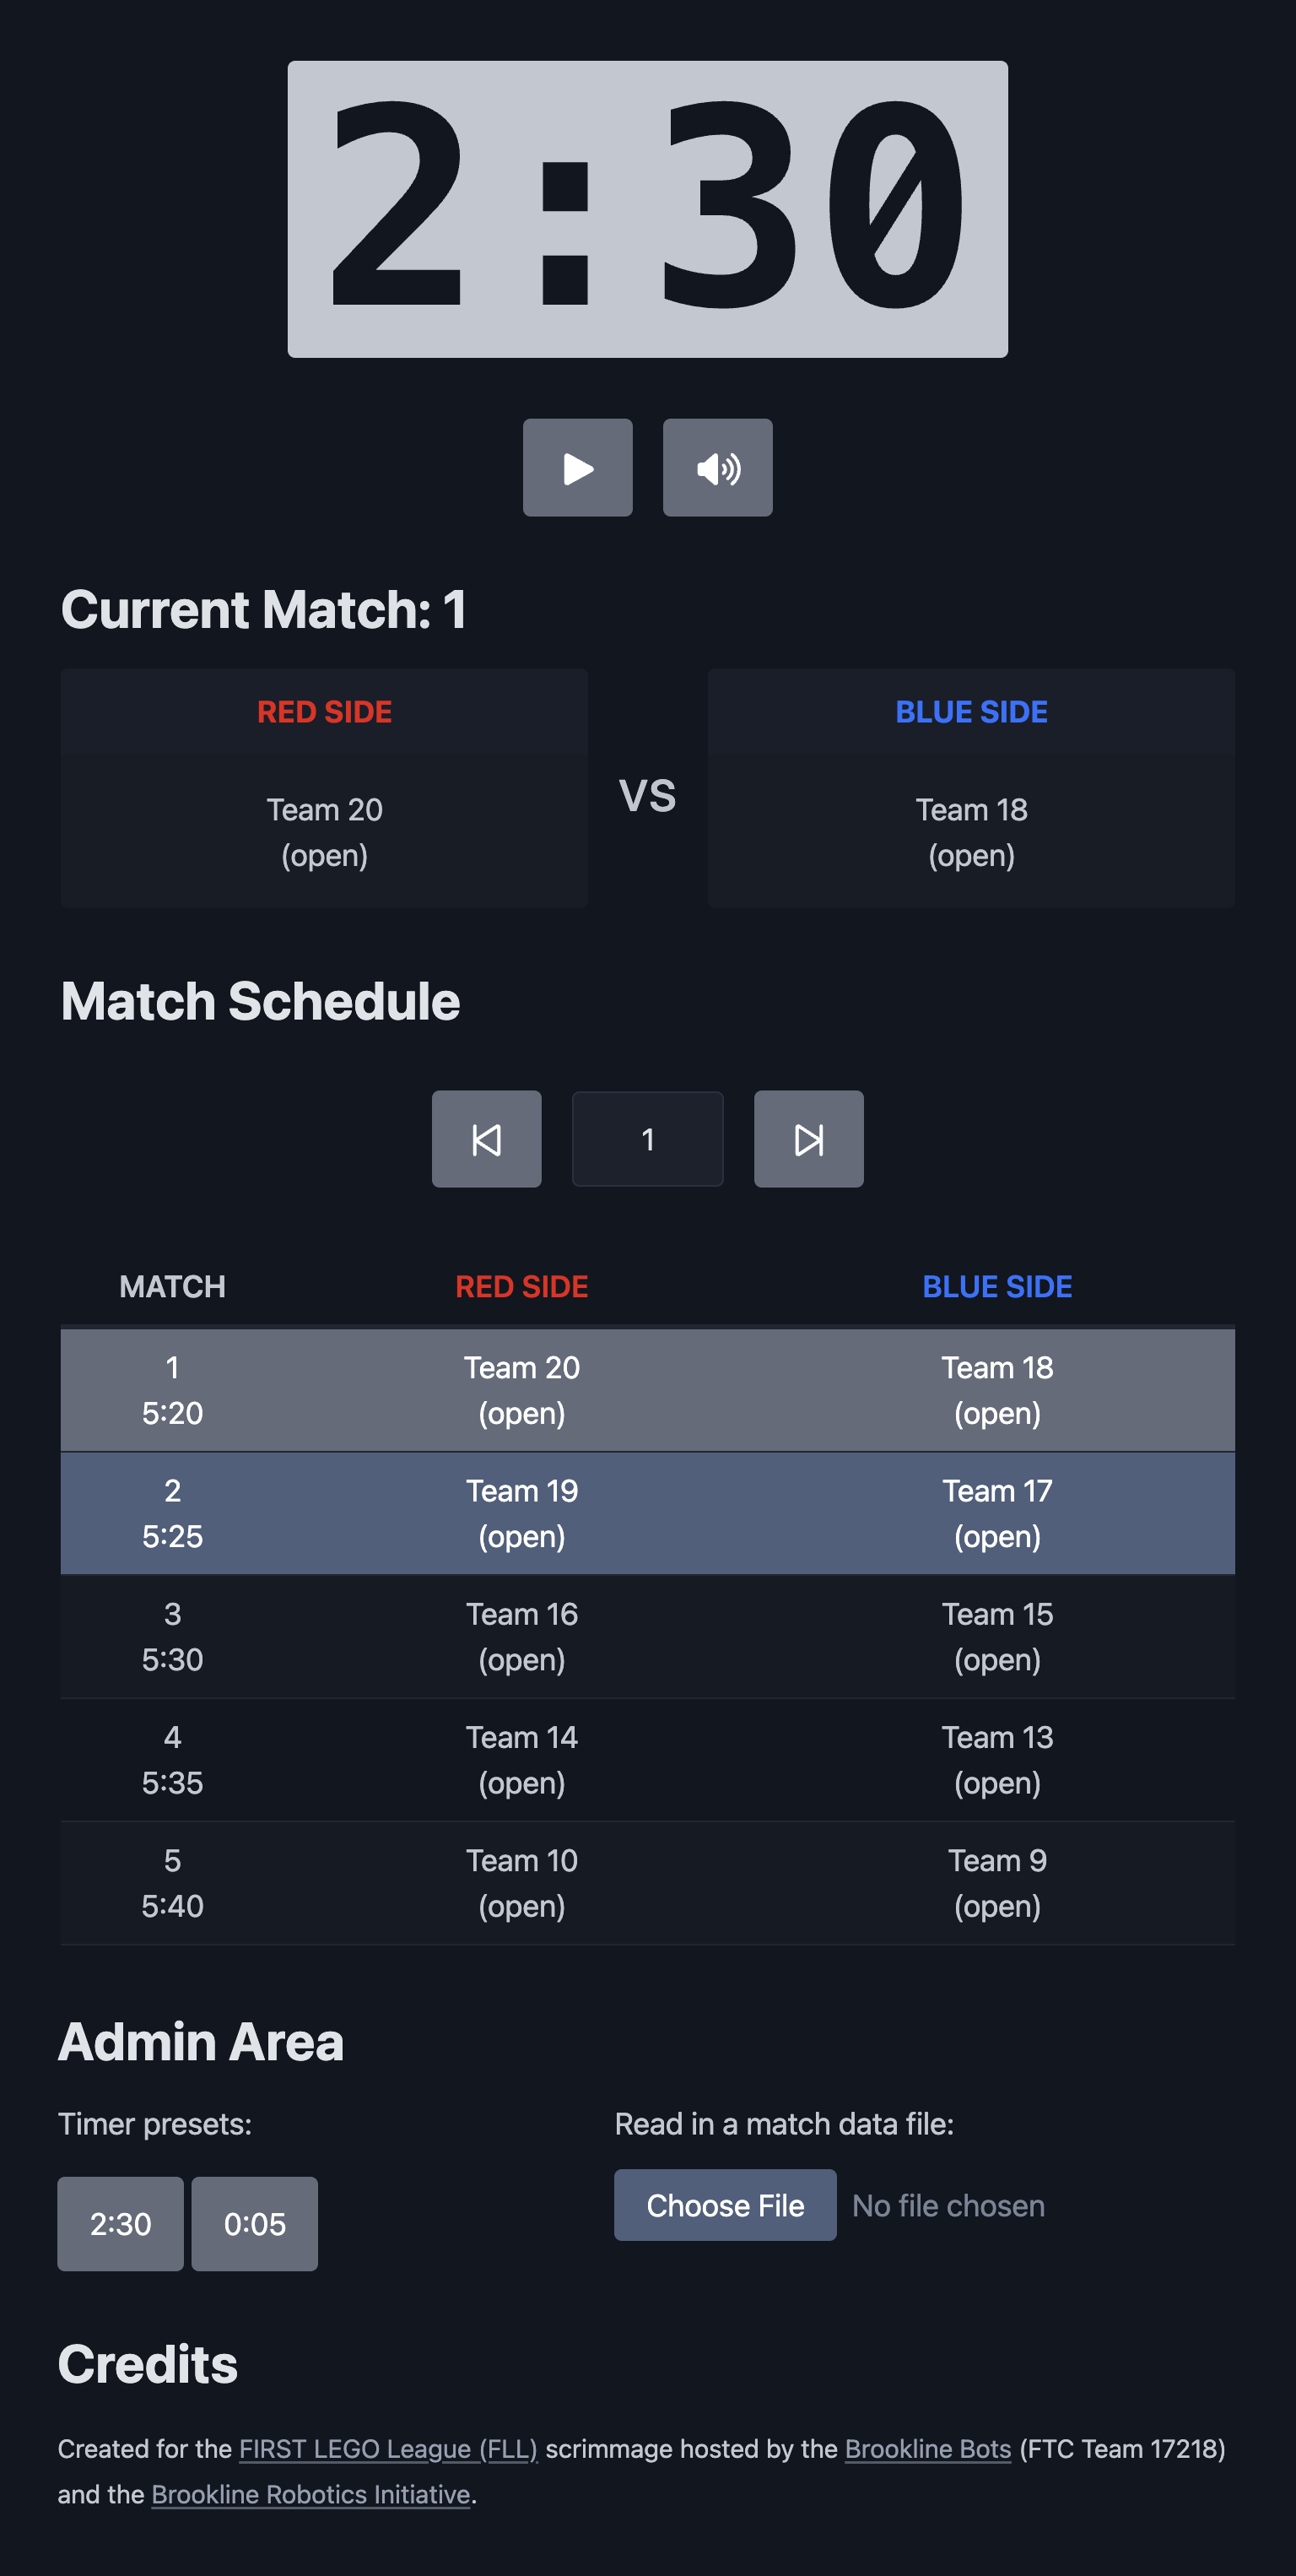 2:30
Current Match: 1
RED SIDE
Team 20
(open)
VS
BLUE SIDE
Team 18
(open)
Match Schedule
1
MATCH RED SIDE BLUE SIDE
1 Team 20 Team 18
5:20 (open) (open)
2 Team 19 Team 17
5:25 (open) (open)
3 Team 16 Team 15
5:30 (open) (open)
4 Team 14 Team 13
5:35 (open) (open)
5 Team 10 Team 9
5:40 (open) (open)
Admin Area
Timer presets:
2:30 0:05
Read in a match data file:
Choose File No file chosen
Credits
Created for the FIRST LEGO League (FLL) scrimmage hosted by the Brookline Bots (FTC Team 17218)
and the Brookline Robotics Initiative.